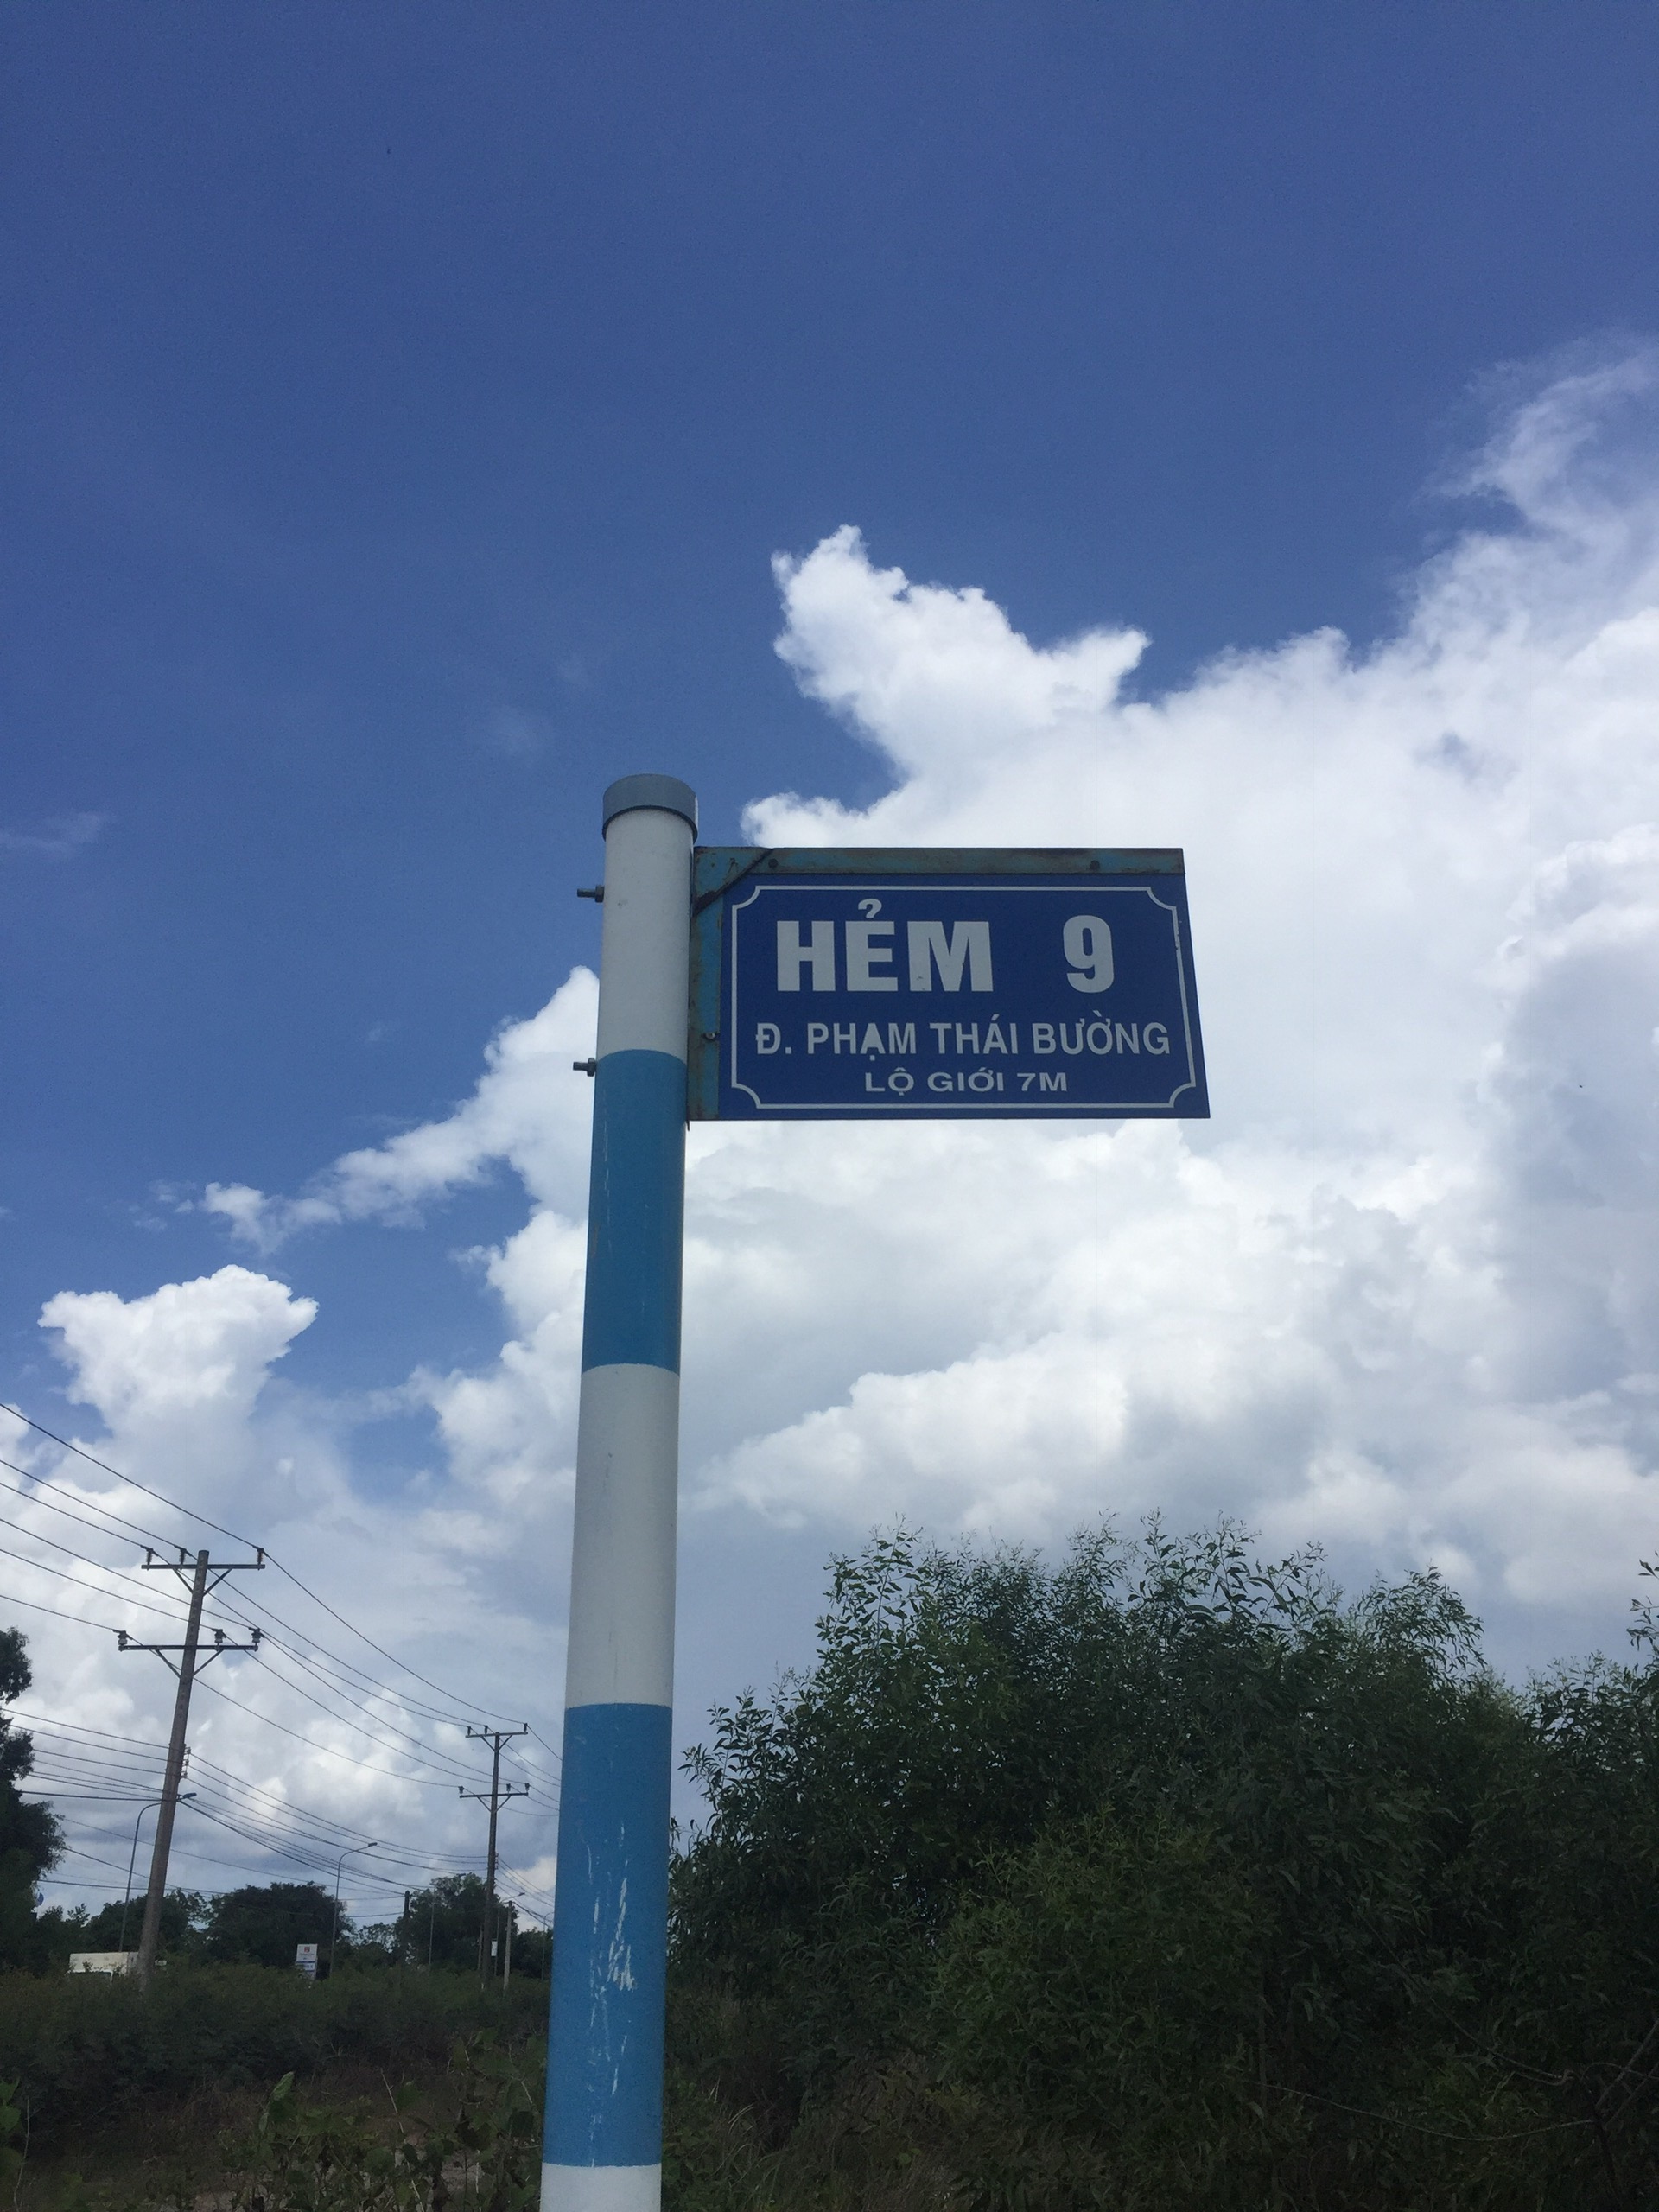 HẺM 9
Đ. PHẠM THÁI BƯỜNG
LỘ GIỚI 7M